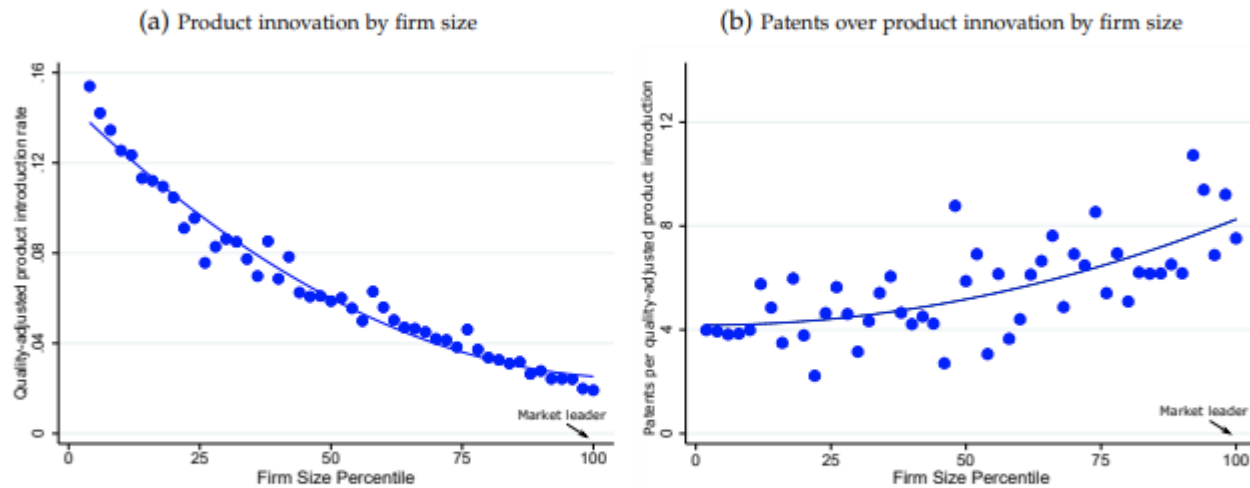 (a) Product innovation by firm size
Quality-adjusted product introduction rate
.16
.12
.08
.04
0
Market leader
0 25 50 75 100
Firm Size Percentile
(b) Patents over product innovation by firm size
Patents per quality-adjusted product introduction
12
8
4
0
Market leader
0 25 50 75 100
Firm Size Percentile